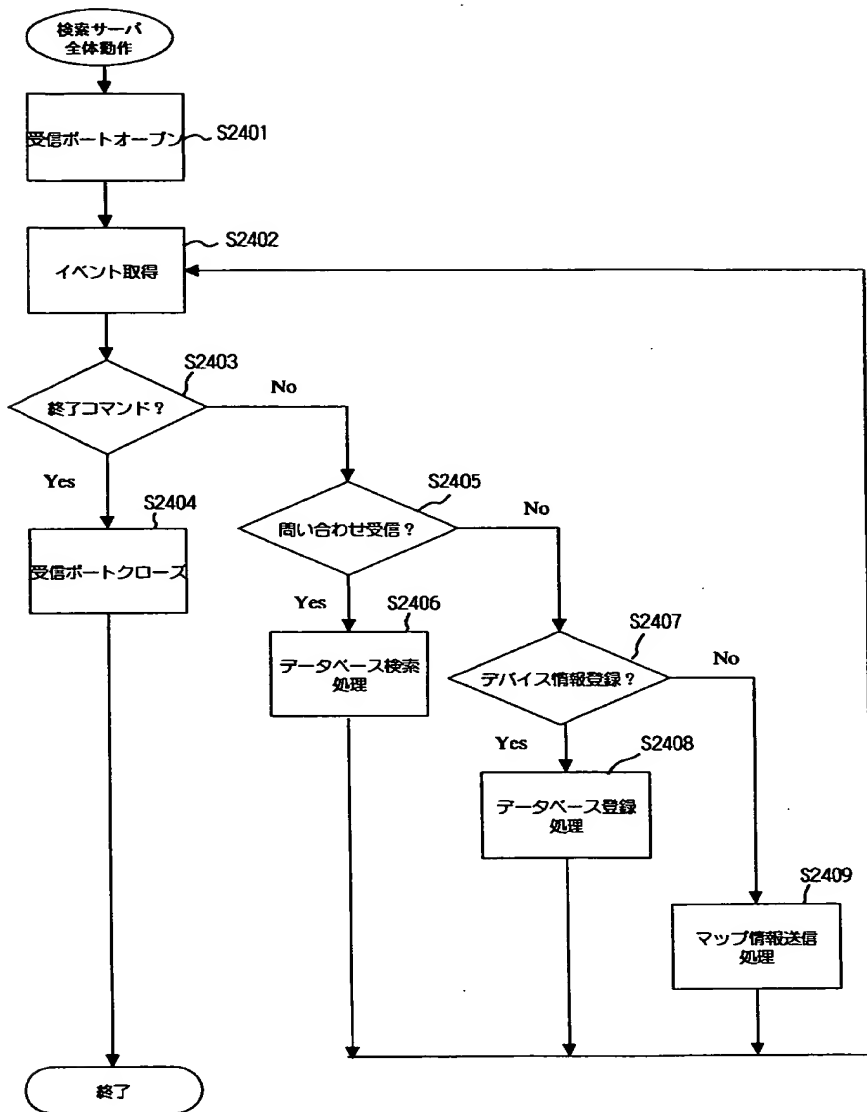 検索サーバ
全体動作
受信ポートオープン
S2401
S2402
イベント取得
S2403
終了コマンド?
No
Yes
S2404
受信ポートクローズ
S2405
問い合わせ受信?
No
Yes
S2406
データベース検索
処理
S2407
デバイス情報登録?
No
Yes
S2408
データベース登録
処理
S2409
マップ情報送信
処理
終了